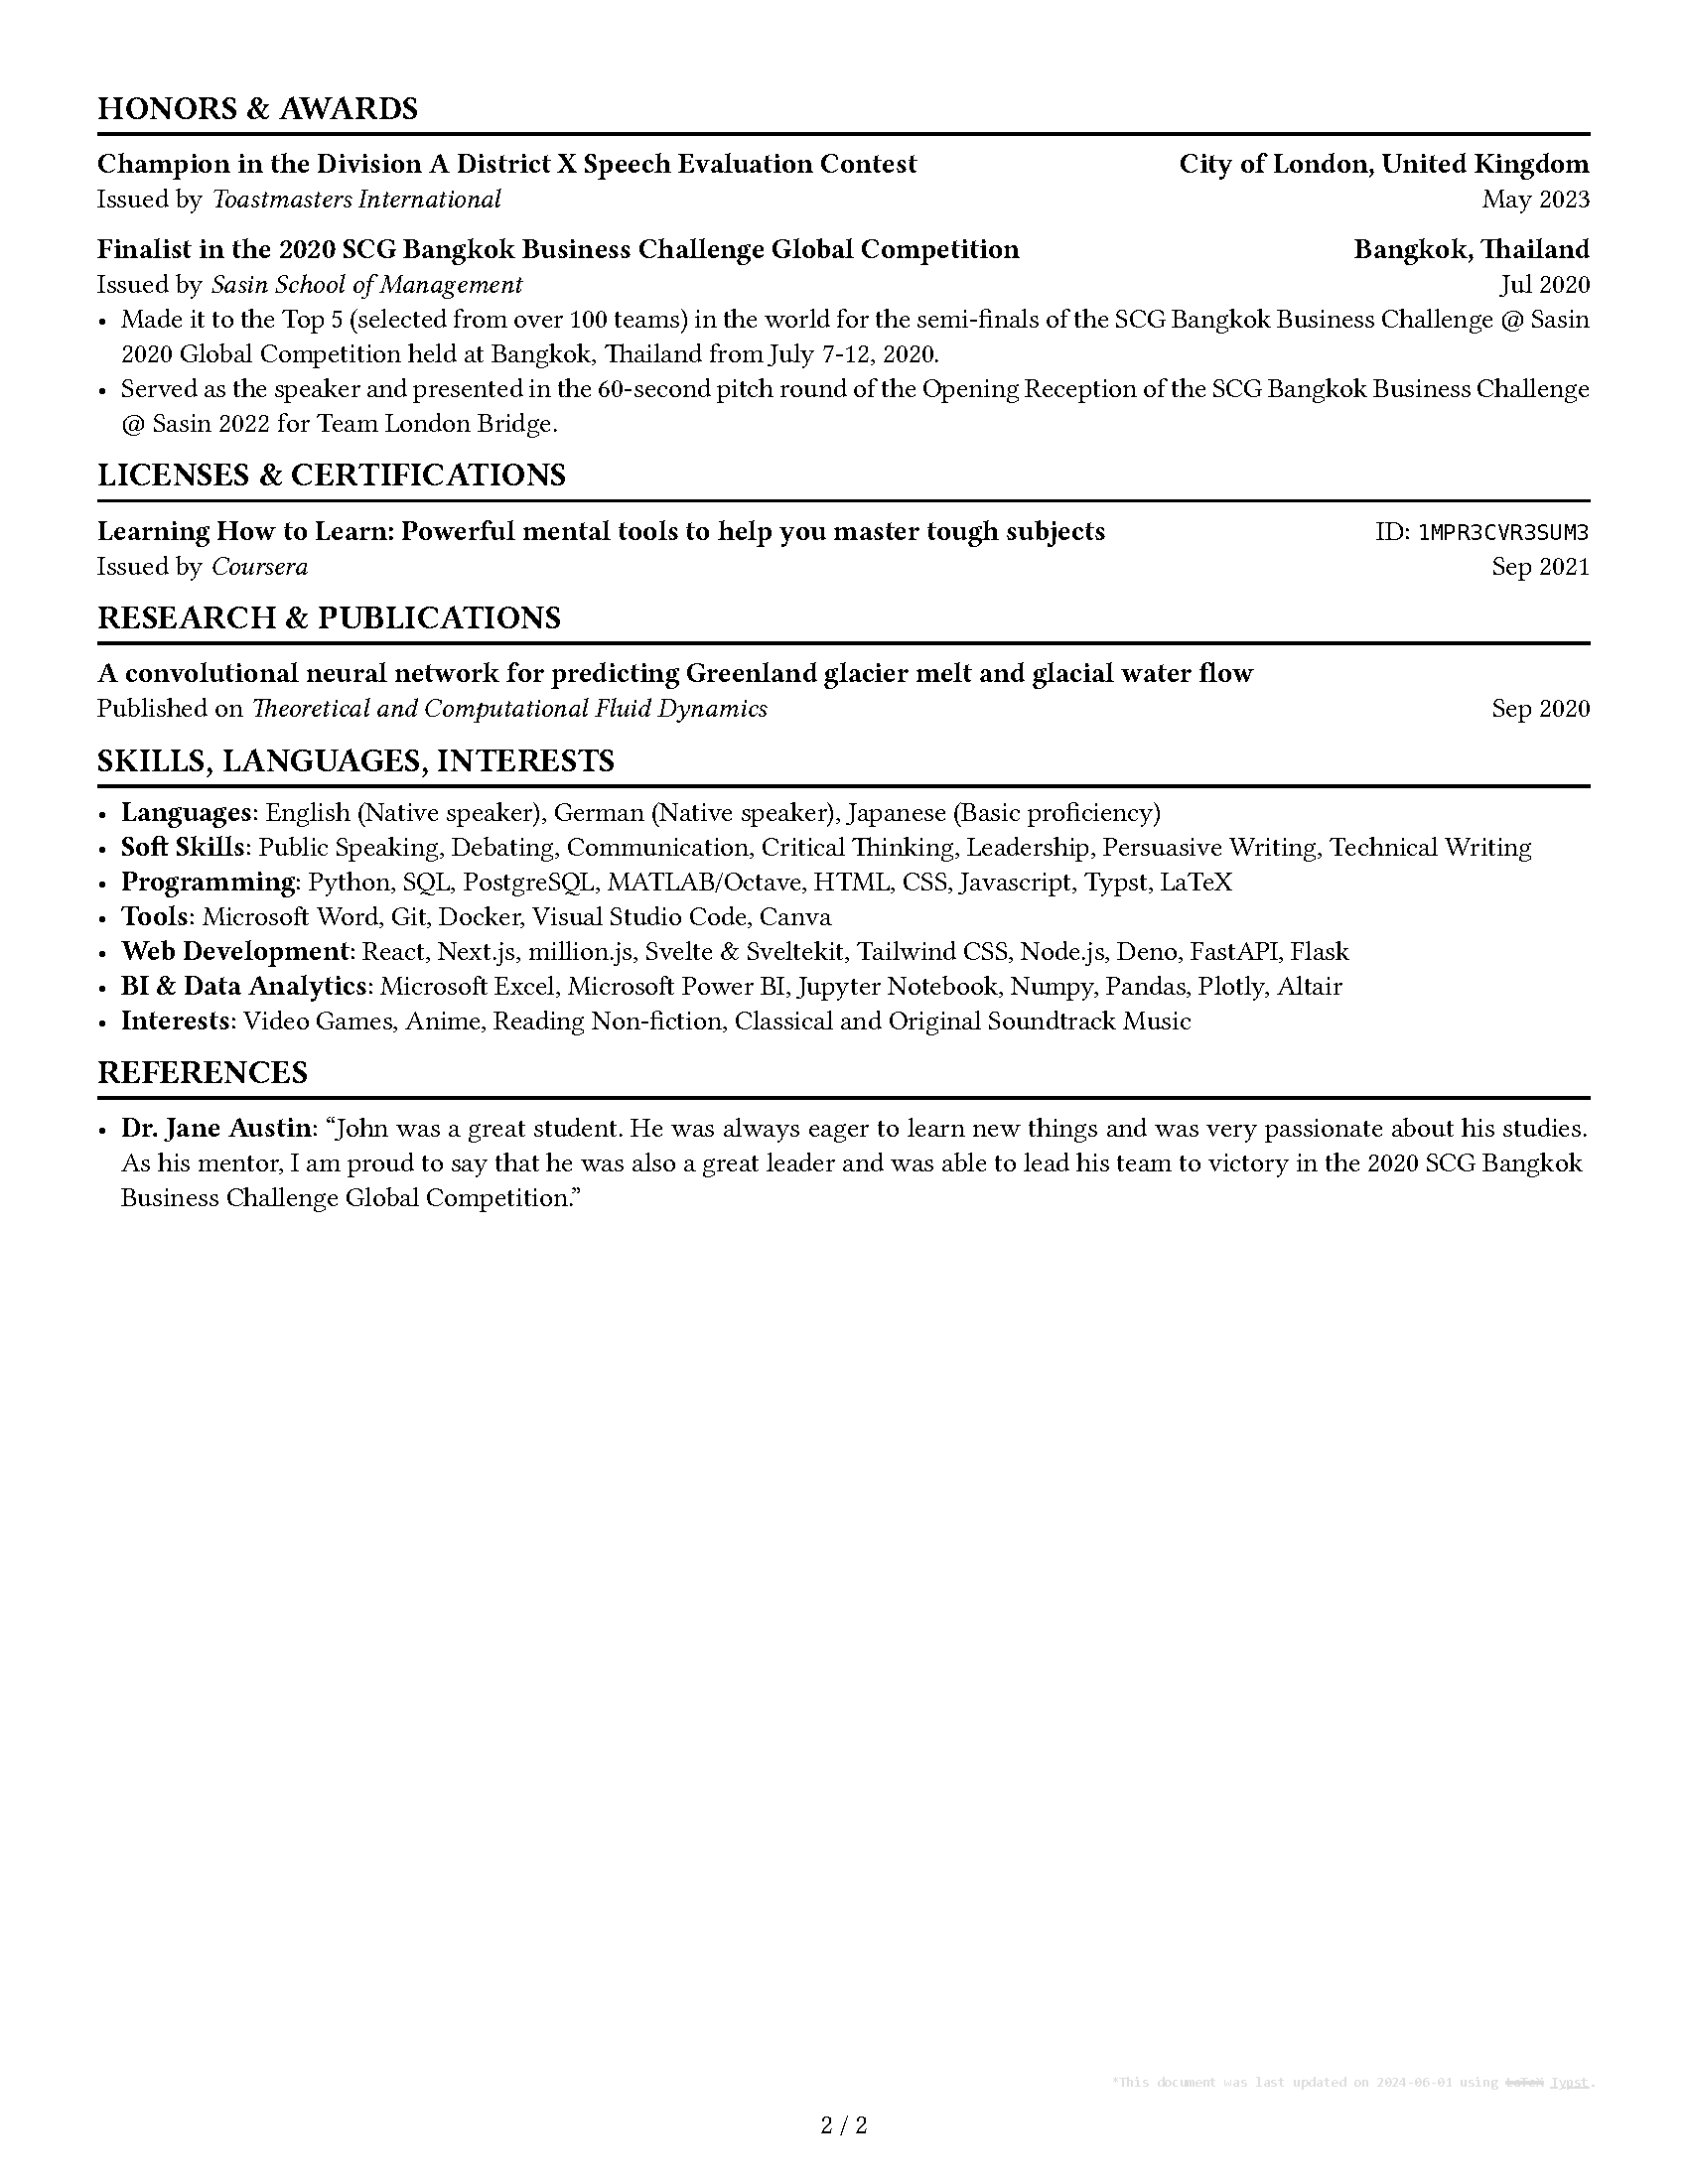 HONORS & AWARDS
Champion in the Division A District X Speech Evaluation Contest City of London, United Kingdom
Issued by Toastmasters International May 2023
Finalist in the 2020 SCG Bangkok Business Challenge Global Competition Bangkok, Thailand
Issued by Sasin School of Management Jul 2020
• Made it to the Top 5 (selected from over 100 teams) in the world for the semi-finals of the SCG Bangkok Business Challenge @ Sasin
2020 Global Competition held at Bangkok, Thailand from July 7-12, 2020.
• Served as the speaker and presented in the 60-second pitch round of the Opening Reception of the SCG Bangkok Business Challenge
@ Sasin 2022 for Team London Bridge.
LICENSES & CERTIFICATIONS
Learning How to Learn: Powerful mental tools to help you master tough subjects ID: 1MPR3CVR3SUM3
Issued by Coursera Sep 2021
RESEARCH & PUBLICATIONS
A convolutional neural network for predicting Greenland glacier melt and glacial water flow
Published on Theoretical and Computational Fluid Dynamics Sep 2020
SKILLS, LANGUAGES, INTERESTS
• Languages: English (Native speaker), German (Native speaker), Japanese (Basic proficiency)
• Soft Skills: Public Speaking, Debating, Communication, Critical Thinking, Leadership, Persuasive Writing, Technical Writing
• Programming: Python, SQL, PostgreSQL, MATLAB/Octave, HTML, CSS, Javascript, Typst, LaTeX
• Tools: Microsoft Word, Git, Docker, Visual Studio Code, Canva
• Web Development: React, Next.js, million.js, Svelte & Sveltekit, Tailwind CSS, Node.js, Deno, FastAPI, Flask
• BI & Data Analytics: Microsoft Excel, Microsoft Power BI, Jupyter Notebook, Numpy, Pandas, Plotly, Altair
• Interests: Video Games, Anime, Reading Non-fiction, Classical and Original Soundtrack Music
REFERENCES
• Dr. Jane Austin: “John was a great student. He was always eager to learn new things and was very passionate about his studies.
As his mentor, I am proud to say that he was also a great leader and was able to lead his team to victory in the 2020 SCG Bangkok
Business Challenge Global Competition.”
*This document was last updated on 2024-06-01 using LaTeX Typst.
2 / 2